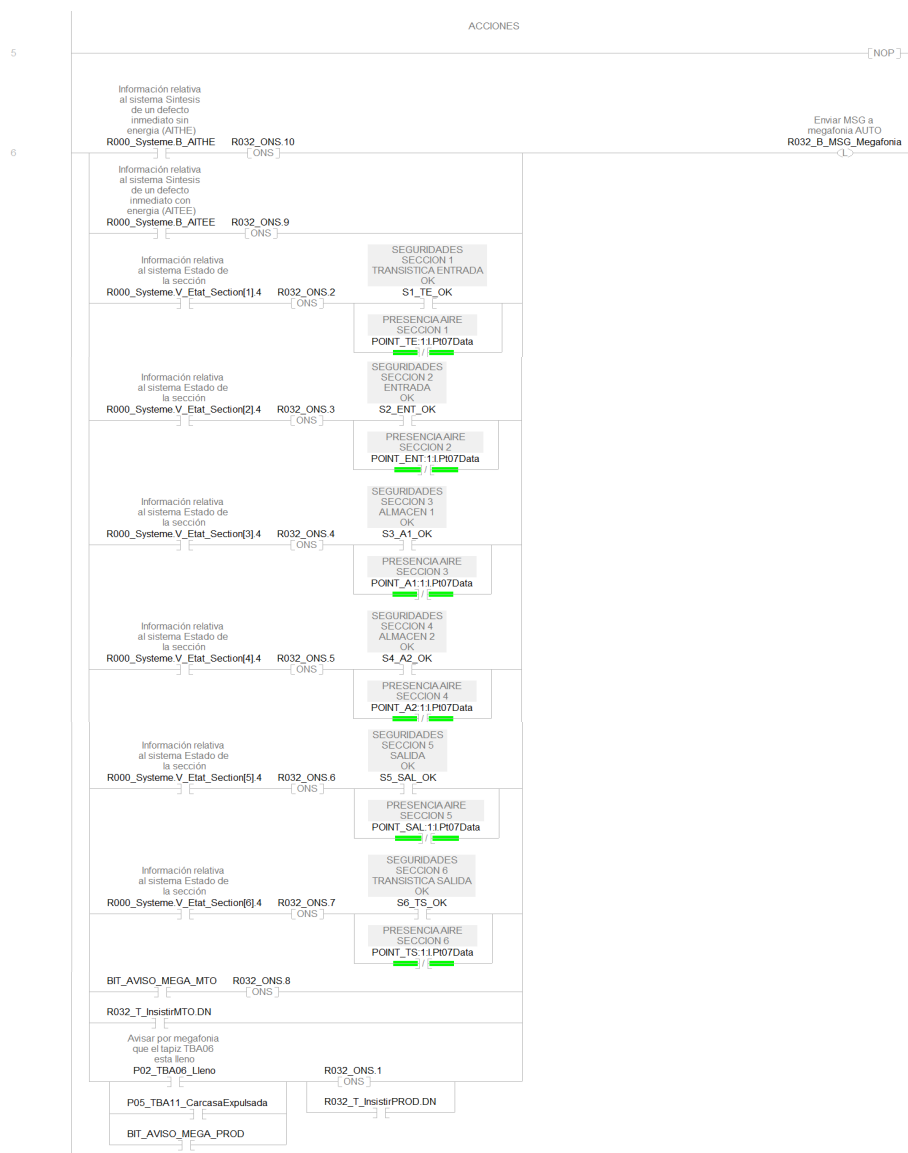 ACCIONES
5
NOP
Información relativa
al sistema Sintesis
de un defecto
inmediato sin
energia (AITHE)
R000_Systeme.B_AITHE R032_ONS.10
Enviar MSG a
megafonia AUTO
R032_B_MSG_Megafonia
6
ONS
L
Información relativa
al sistema Sintesis
de un defecto
inmediato con
energia (AITEE)
R000_Systeme.B_AITEE R032_ONS.9
ONS
Información relativa
al sistema Estado de
la sección
R000_Systeme.V_Etat_Section[1].4 R032_ONS.2
ONS
SEGURIDADES
SECCION 1
TRANSISTICA ENTRADA
OK
S1_TE_OK
PRESENCIA AIRE
SECCION 1
POINT_TE:1:I.Pt07Data
/
Información relativa
al sistema Estado de
la sección
R000_Systeme.V_Etat_Section[2].4 R032_ONS.3
ONS
SEGURIDADES
SECCION 2
ENTRADA
OK
S2_ENT_OK
PRESENCIA AIRE
SECCION 2
POINT_ENT:1:I.Pt07Data
/
Información relativa
al sistema Estado de
la sección
R000_Systeme.V_Etat_Section[3].4 R032_ONS.4
ONS
SEGURIDADES
SECCION 3
ALMACEN 1
OK
S3_A1_OK
PRESENCIA AIRE
SECCION 3
POINT_A1:1:I.Pt07Data
/
Información relativa
al sistema Estado de
la sección
R000_Systeme.V_Etat_Section[4].4 R032_ONS.5
ONS
SEGURIDADES
SECCION 4
ALMACEN 2
OK
S4_A2_OK
PRESENCIA AIRE
SECCION 4
POINT_A2:1:I.Pt07Data
/
Información relativa
al sistema Estado de
la sección
R000_Systeme.V_Etat_Section[5].4 R032_ONS.6
ONS
SEGURIDADES
SECCION 5
SALIDA
OK
S5_SAL_OK
PRESENCIA AIRE
SECCION 5
POINT_SAL:1:I.Pt07Data
/
Información relativa
al sistema Estado de
la sección
R000_Systeme.V_Etat_Section[6].4 R032_ONS.7
ONS
SEGURIDADES
SECCION 6
TRANSISTICA SALIDA
OK
S6_TS_OK
PRESENCIA AIRE
SECCION 6
POINT_TS:1:I.Pt07Data
/
BIT_AVISO_MEGA_MTO R032_ONS.8
ONS
R032_T_InsistirMTO.DN
Avisar por megafonia
que el tapiz TBA06
esta lleno
P02_TBA06_Lleno R032_ONS.1
ONS
P05_TBA11_CarcasaExpulsada R032_T_InsistirPROD.DN
BIT_AVISO_MEGA_PROD